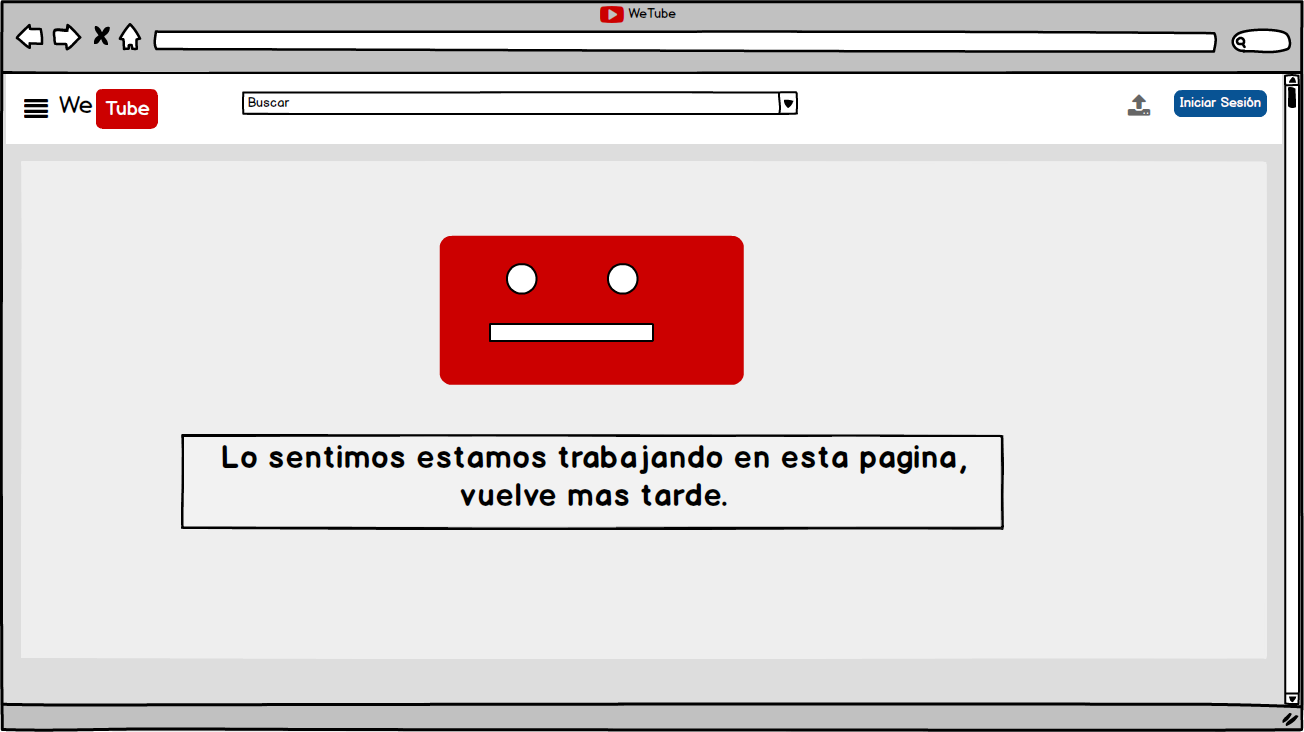 WeTube
We Tube
Buscar
Iniciar Sesión
Lo sentimos estamos trabajando en esta pagina,
vuelve mas tarde.